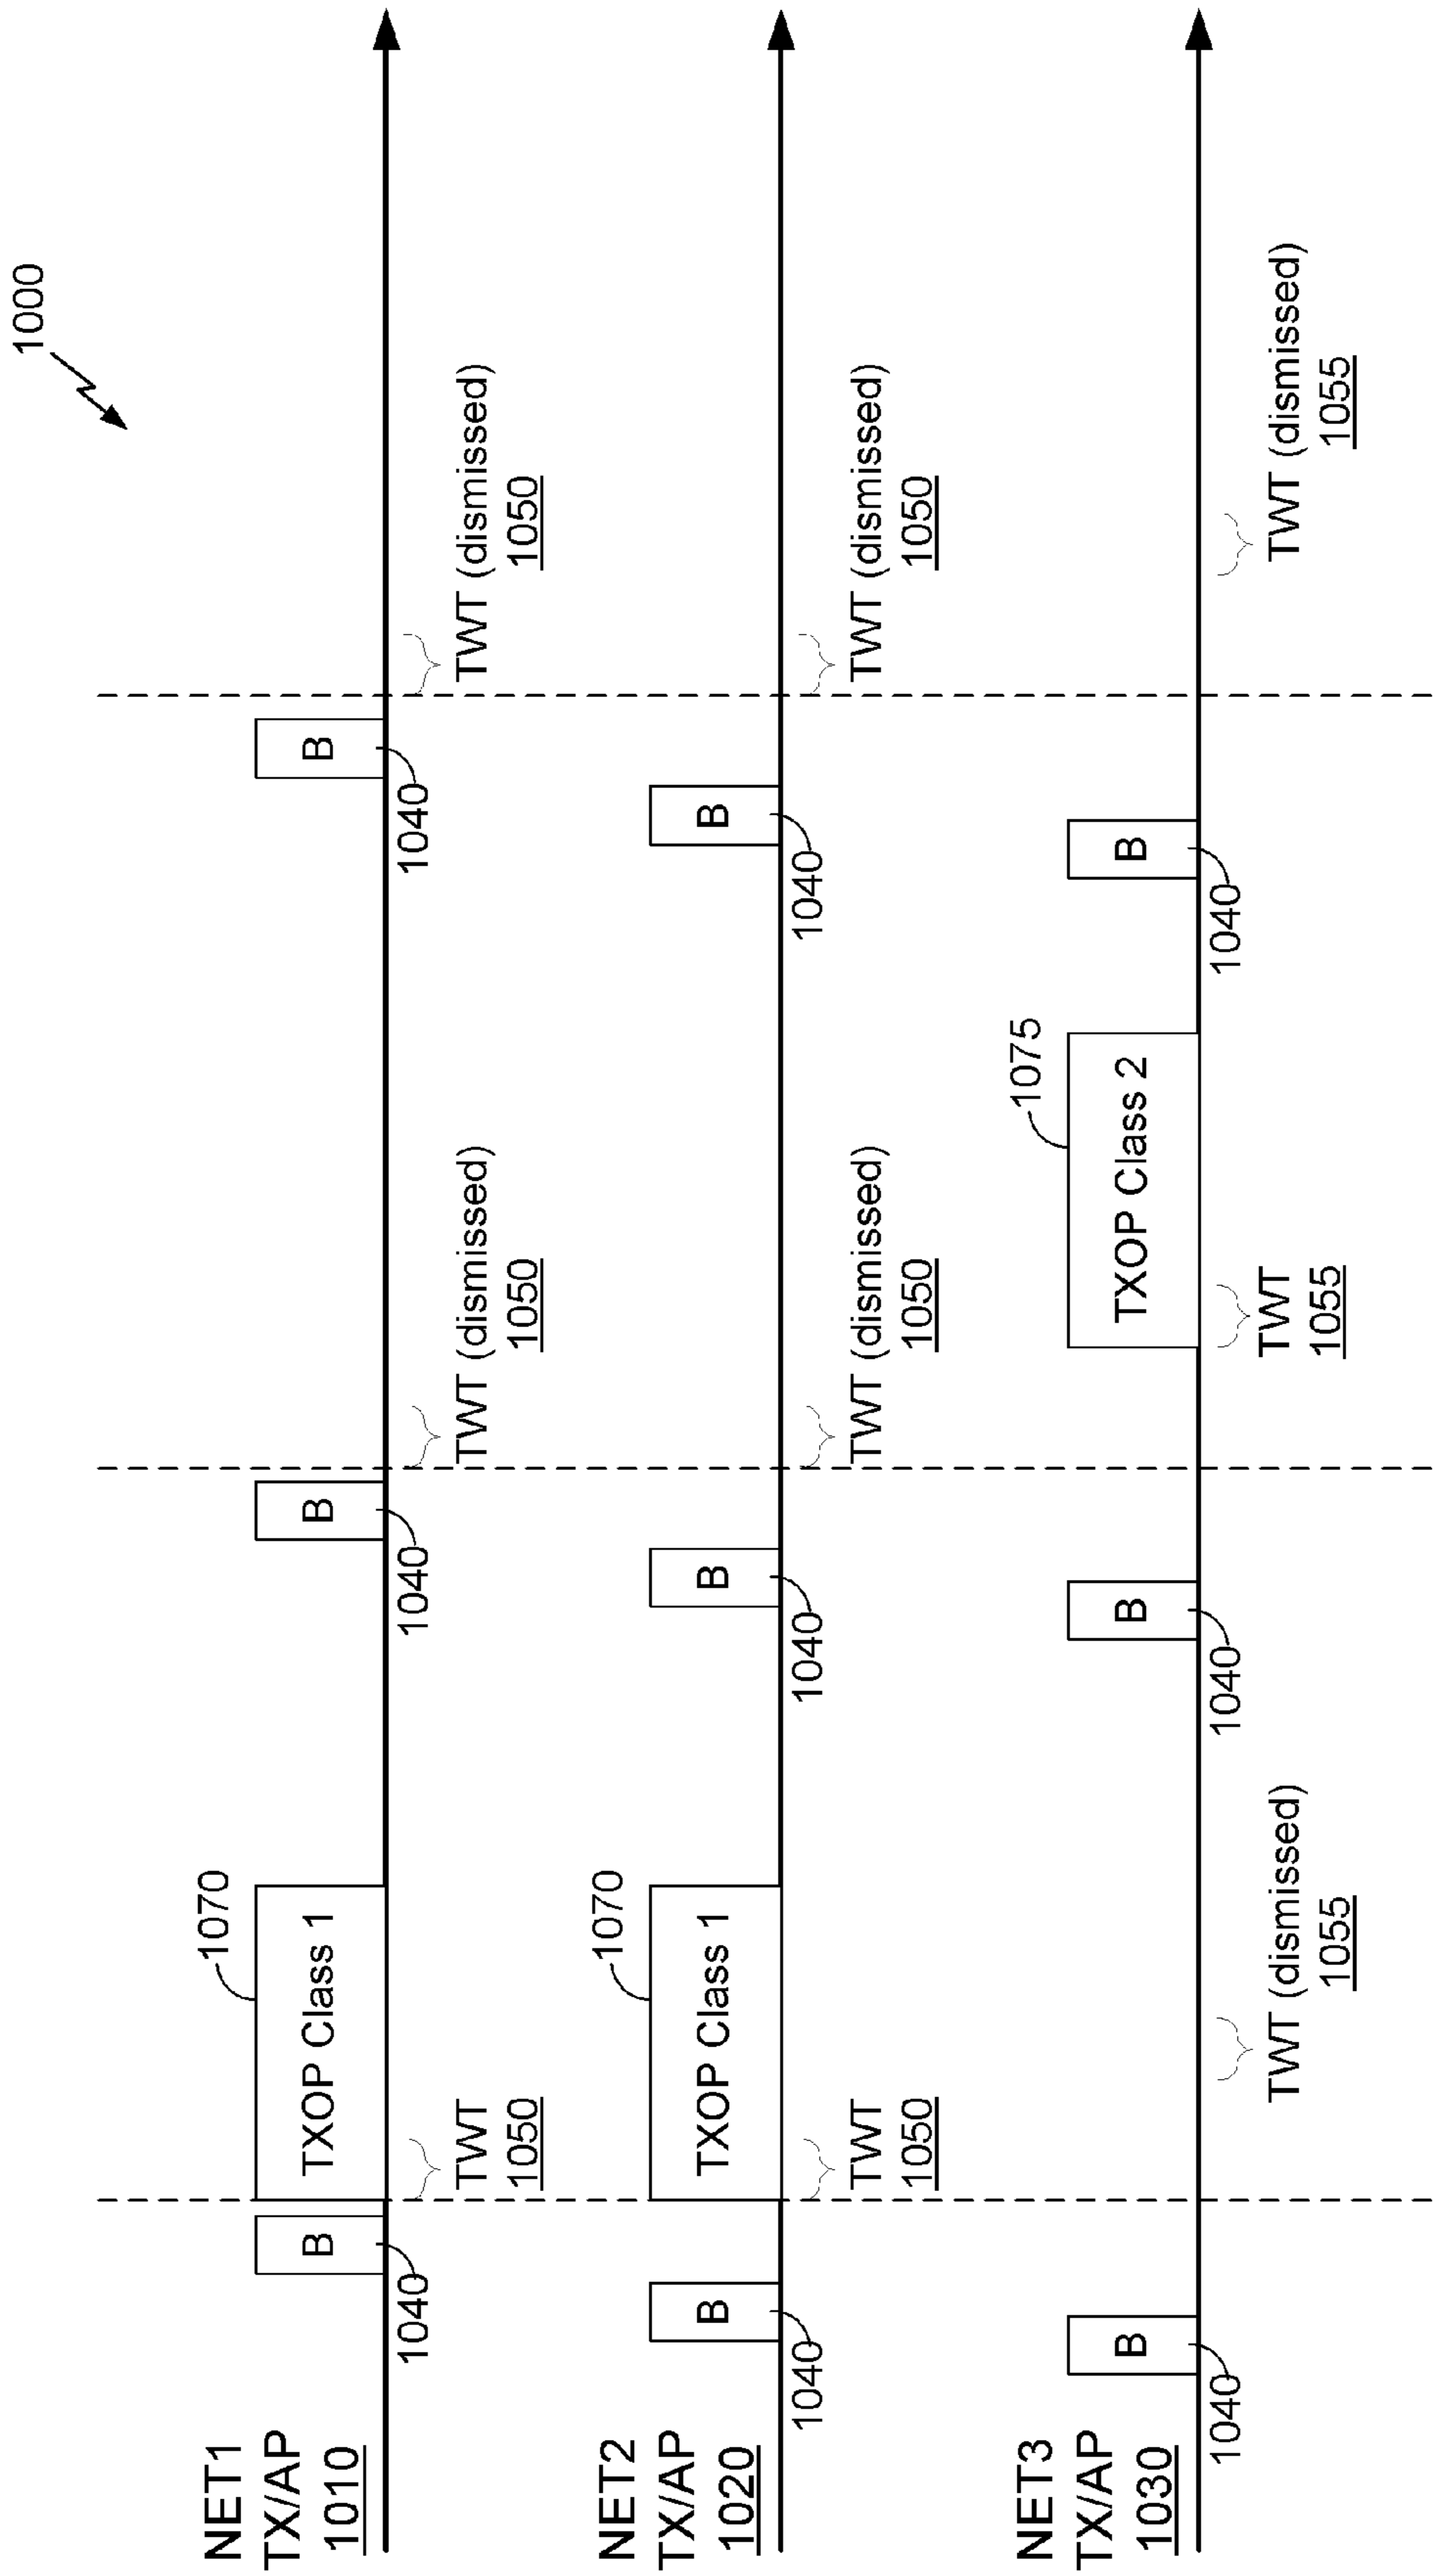 1000
NET1
TX/AP
1010
B
1040
TXOP Class 1
1070
TWT
1050
B
1040
TWT (dismissed)
1050
B
1040
TWT (dismissed)
1050
NET2
TX/AP
1020
B
1040
TXOP Class 1
1070
TWT
1050
B
1040
TWT (dismissed)
1050
B
1040
TWT (dismissed)
1050
NET3
TX/AP
1030
B
1040
TWT (dismissed)
1055
B
1040
TXOP Class 2
1075
TWT
1055
B
1040
TWT (dismissed)
1055